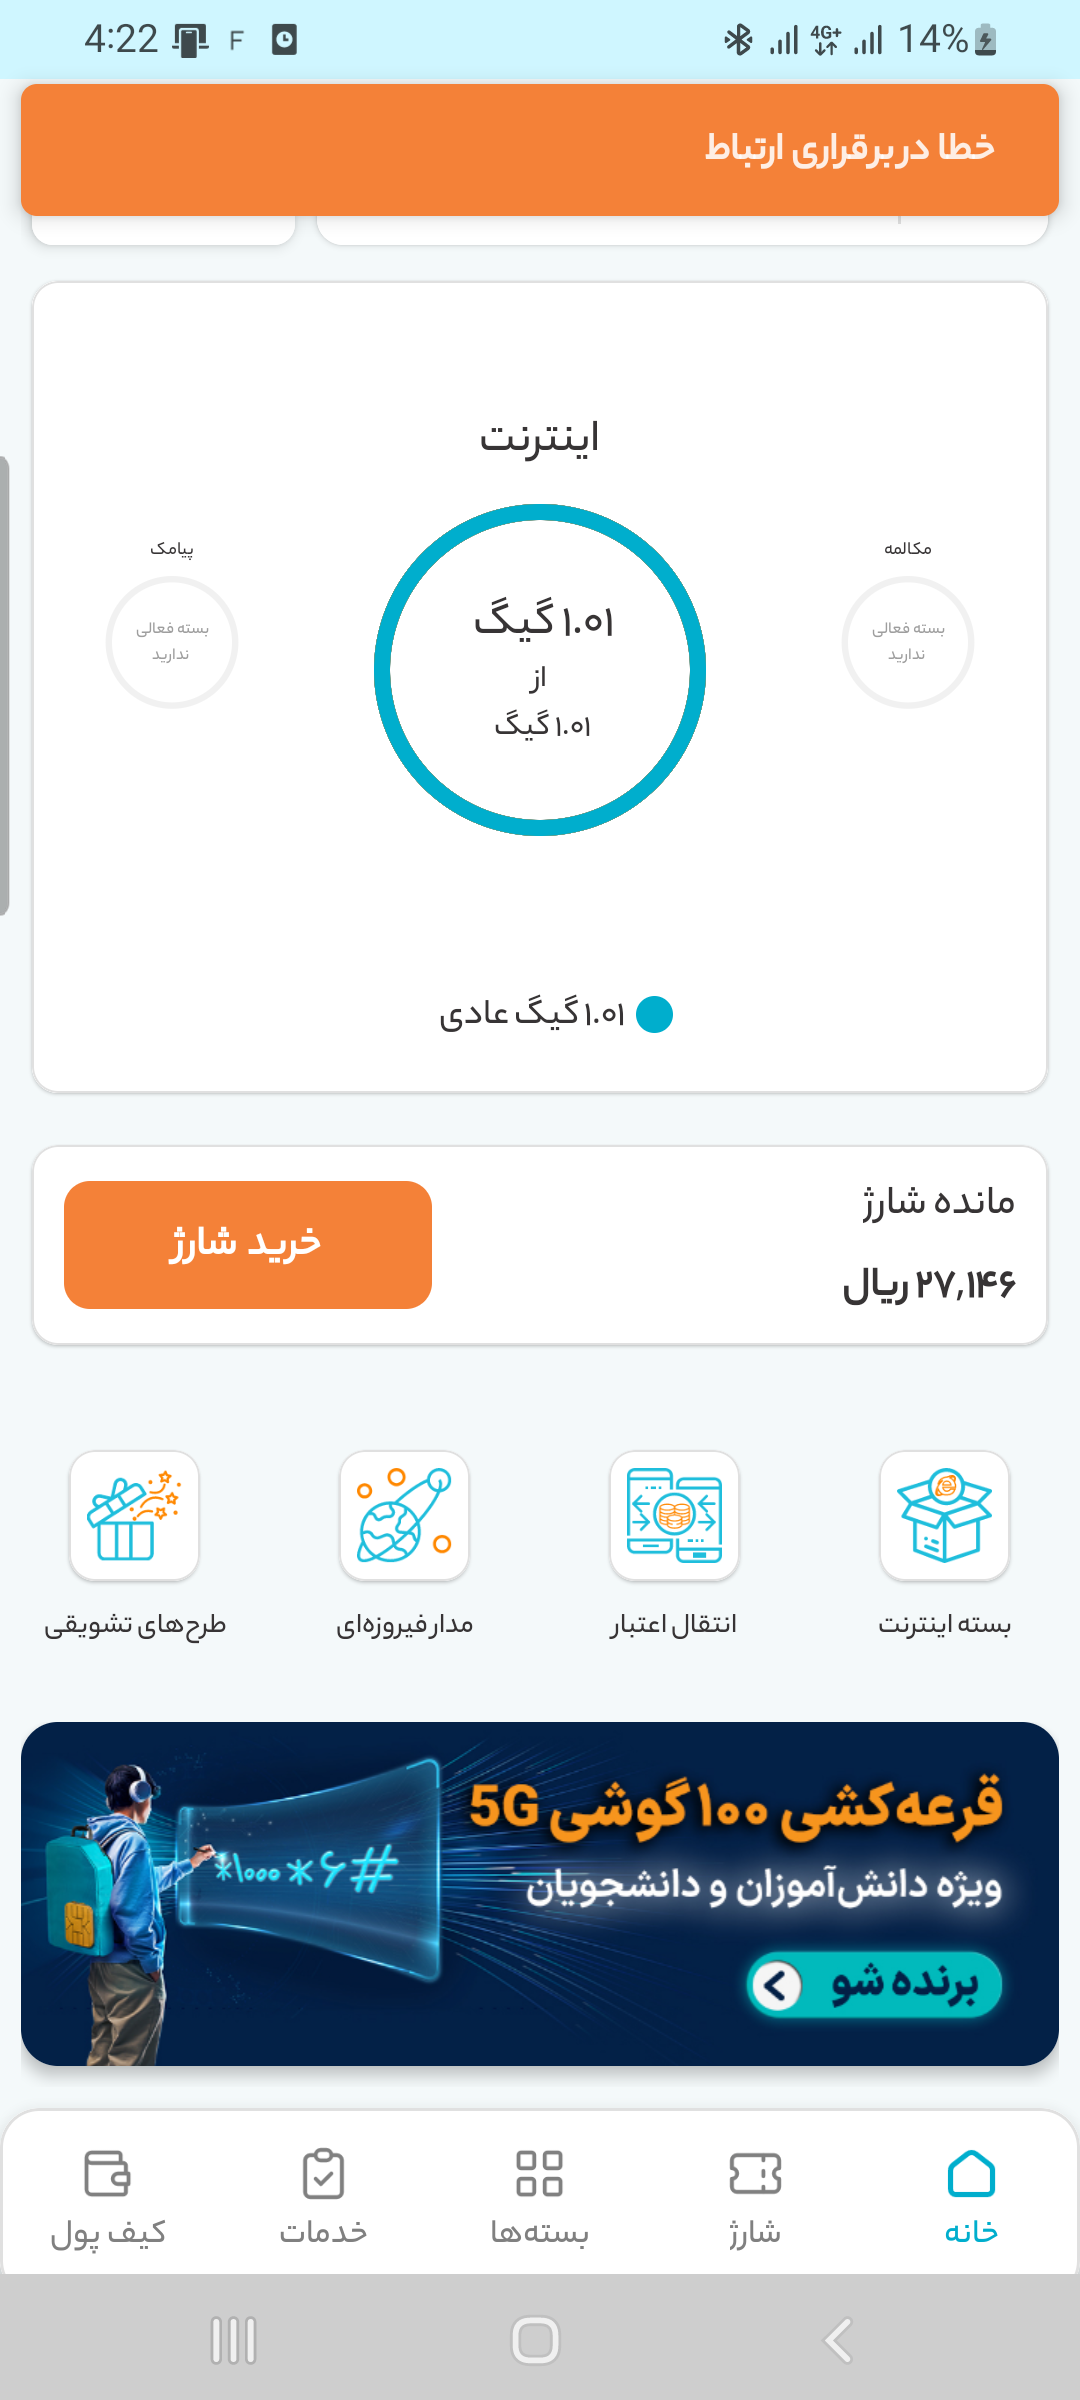 4:22 F 4G+ 14%
خطا در برقراری ارتباط
اینترنت
مکالمه
بسته فعالی
ندارید
۱.۰۱ گیگ
از
۱.۰۱ گیگ
پیامک
بسته فعالی
ندارید
۱.۰۱ گیگ عادی
مانده شارژ
۲۷,۱۴۶ ریال
خرید شارژ
بسته اینترنت
انتقال اعتبار
مدار فیروزه‌ای
طرح‌های تشویقی
قرعه‌کشی ۱۰۰ گوشی 5G
ویژه دانش‌آموزان و دانشجویان
برنده شو
*۱۰۰۰*۶#
خانه
شارژ
بسته‌ها
خدمات
کیف پول